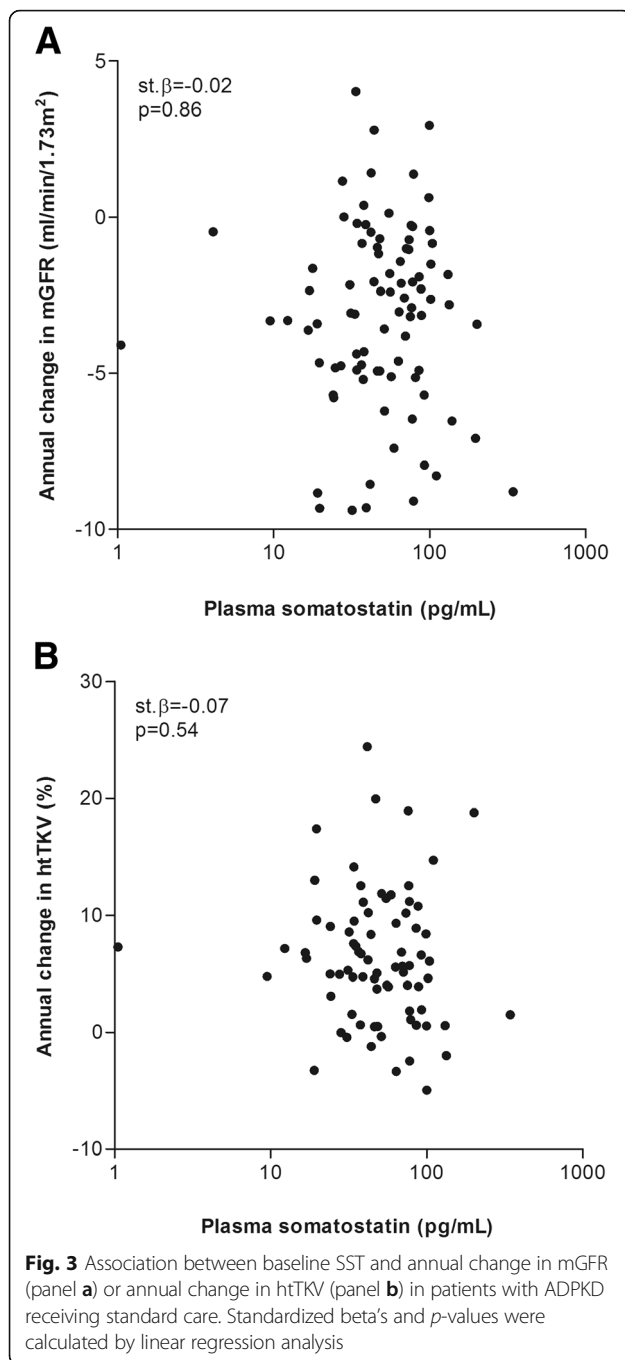 A
st.β=-0.02
p=0.86
Annual change in mGFR (ml/min/1.73m²)
5
0
-5
-10
1 10 100 1000
Plasma somatostatin (pg/mL)
B
st.β=-0.07
p=0.54
Annual change in htTKV (%)
30
20
10
0
-10
1 10 100 1000
Plasma somatostatin (pg/mL)
Fig. 3 Association between baseline SST and annual change in mGFR
(panel a) or annual change in htTKV (panel b) in patients with ADPKD
receiving standard care. Standardized beta's and p-values were
calculated by linear regression analysis